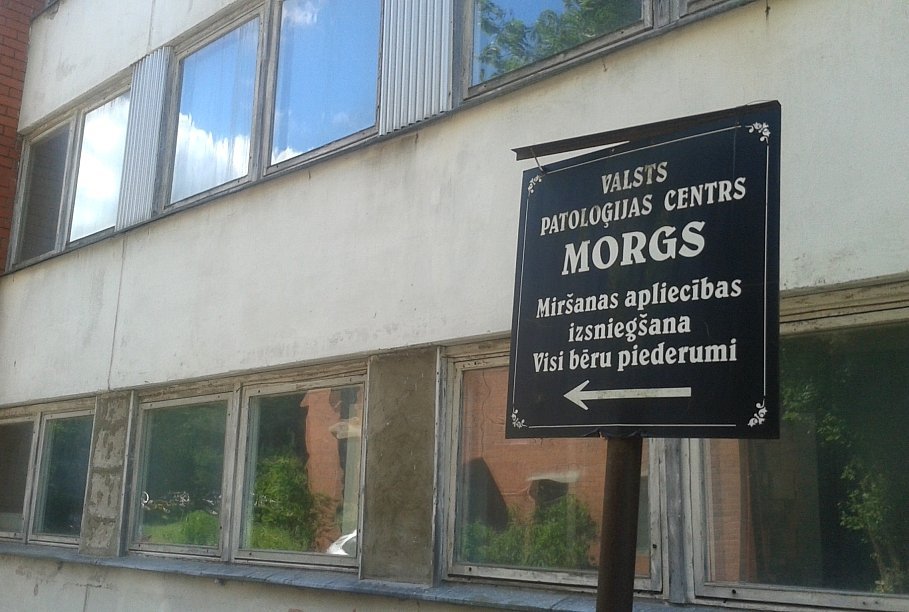 VALSTS
PATOLOĢIJAS CENTRS
MORGS
Miršanas apliecības
izsniegšana
Visi bēru piederumi